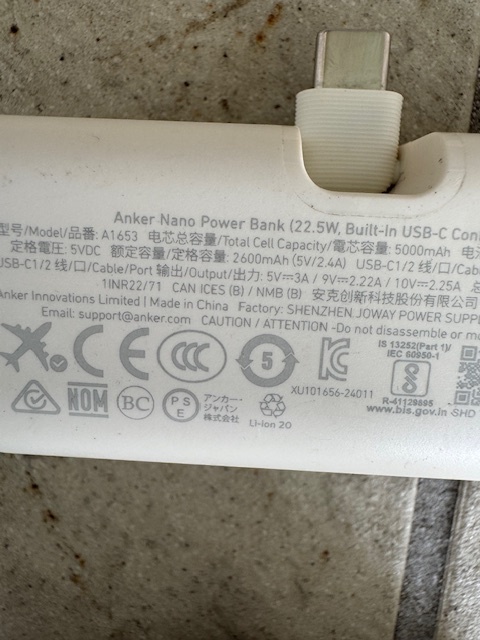 Anker Nano Power Bank (22.5W, Built-In USB-C
型号/Model/品番: A1653 电芯总容量/Total Cell Capacity/電芯容量: 5000mAh
定格電圧: 5VDC 额定容量/定格容量: 2600mAh (5V/2.4A) USB-C1/2 线/口/
USB-C1/2 线/口/Cable/Port 输出/Output/出力: 5V⎓3A / 9V⎓2.22A / 10V⎓2.25A
1INR22/71 CAN ICES (B) / NMB (B) 安克创新科技股份有限公司
Anker Innovations Limited | Made in China Factory: SHENZHEN JOWAY POWER
Email: support@anker.com CAUTION / ATTENTION -Do not disassemble or
CE
CCC
5
KC
XU101656-24011
IS 13252(Part 1)/
IEC 60950-1
R-41129895
www.bis.gov.in
SHD
NOM
BC
PSE
アンカー・
ジャパン
株式会社
Li-ion 20